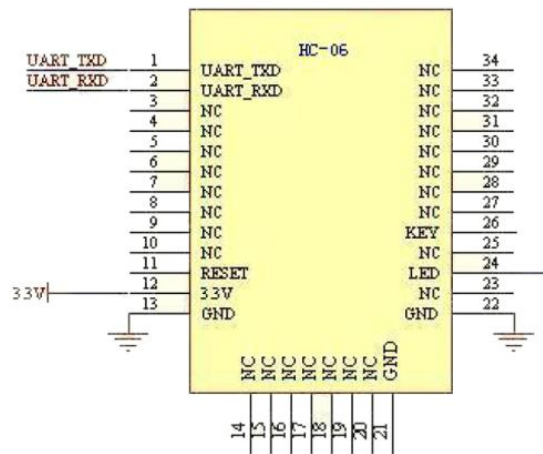 HC-06
UART_TXD 1 UART_TXD NC 34
UART_RXD 2 UART_RXD NC 33
3 NC NC 32
4 NC NC 31
5 NC NC 30
6 NC NC 29
7 NC NC 28
8 NC NC 27
9 NC KEY 26
10 NC NC 25
11 RESET LED 24
33V 12 33V NC 23
13 GND GND 22
NC NC NC NC NC NC NC GND
14 15 16 17 18 19 20 21